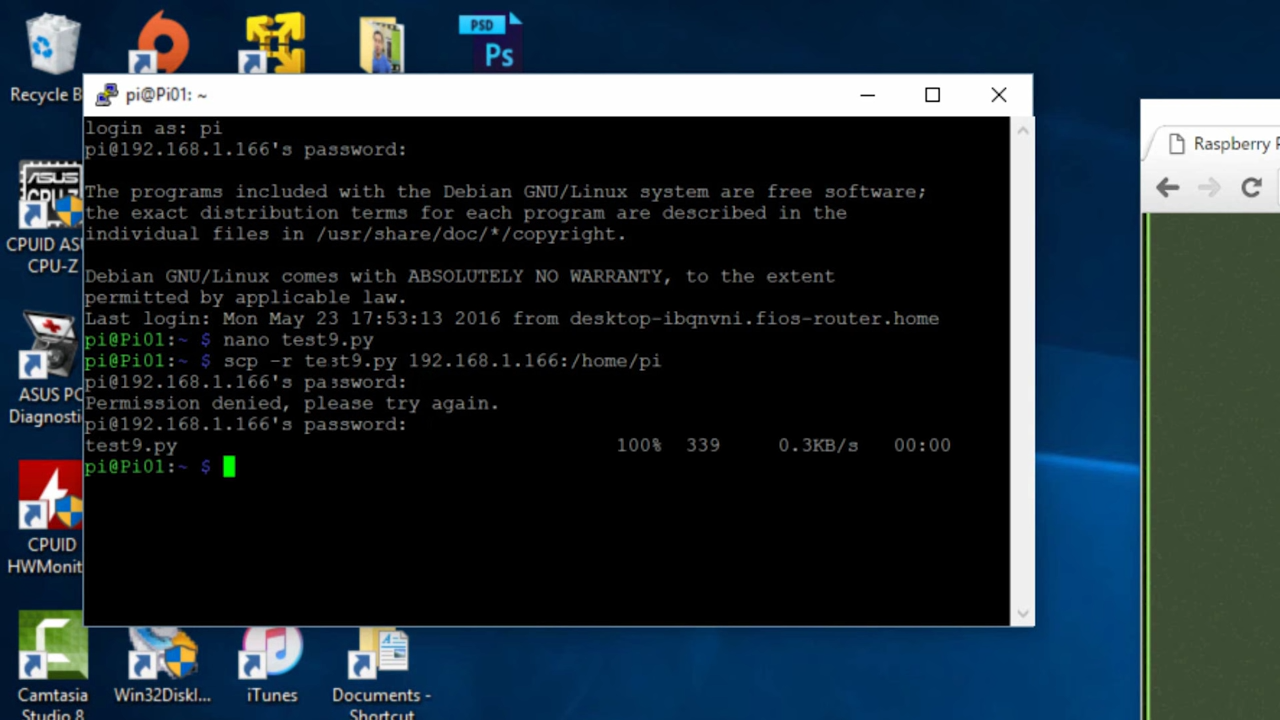 PSD
Ps
Recycle B
pi@Pi01: ~
login as: pi
pi@192.168.1.166's password:
The programs included with the Debian GNU/Linux system are free software;
the exact distribution terms for each program are described in the
individual files in /usr/share/doc/*/copyright.
Debian GNU/Linux comes with ABSOLUTELY NO WARRANTY, to the extent
permitted by applicable law.
Last login: Mon May 23 17:53:13 2016 from desktop-ibqnvni.fios-router.home
pi@Pi01:~ $ nano test9.py
pi@Pi01:~ $ scp -r test9.py 192.168.1.166:/home/pi
pi@192.168.1.166's password:
Permission denied, please try again.
pi@192.168.1.166's password:
test9.py 100% 339 0.3KB/s 00:00
pi@Pi01:~ $
Raspberry P
ASUS
CPU-Z
CPUID ASU
CPU-Z
ASUS PC
Diagnosti
CPUID
HWMonit
Camtasia
Studio 8
Win32DiskI...
iTunes
Documents -
Shortcut